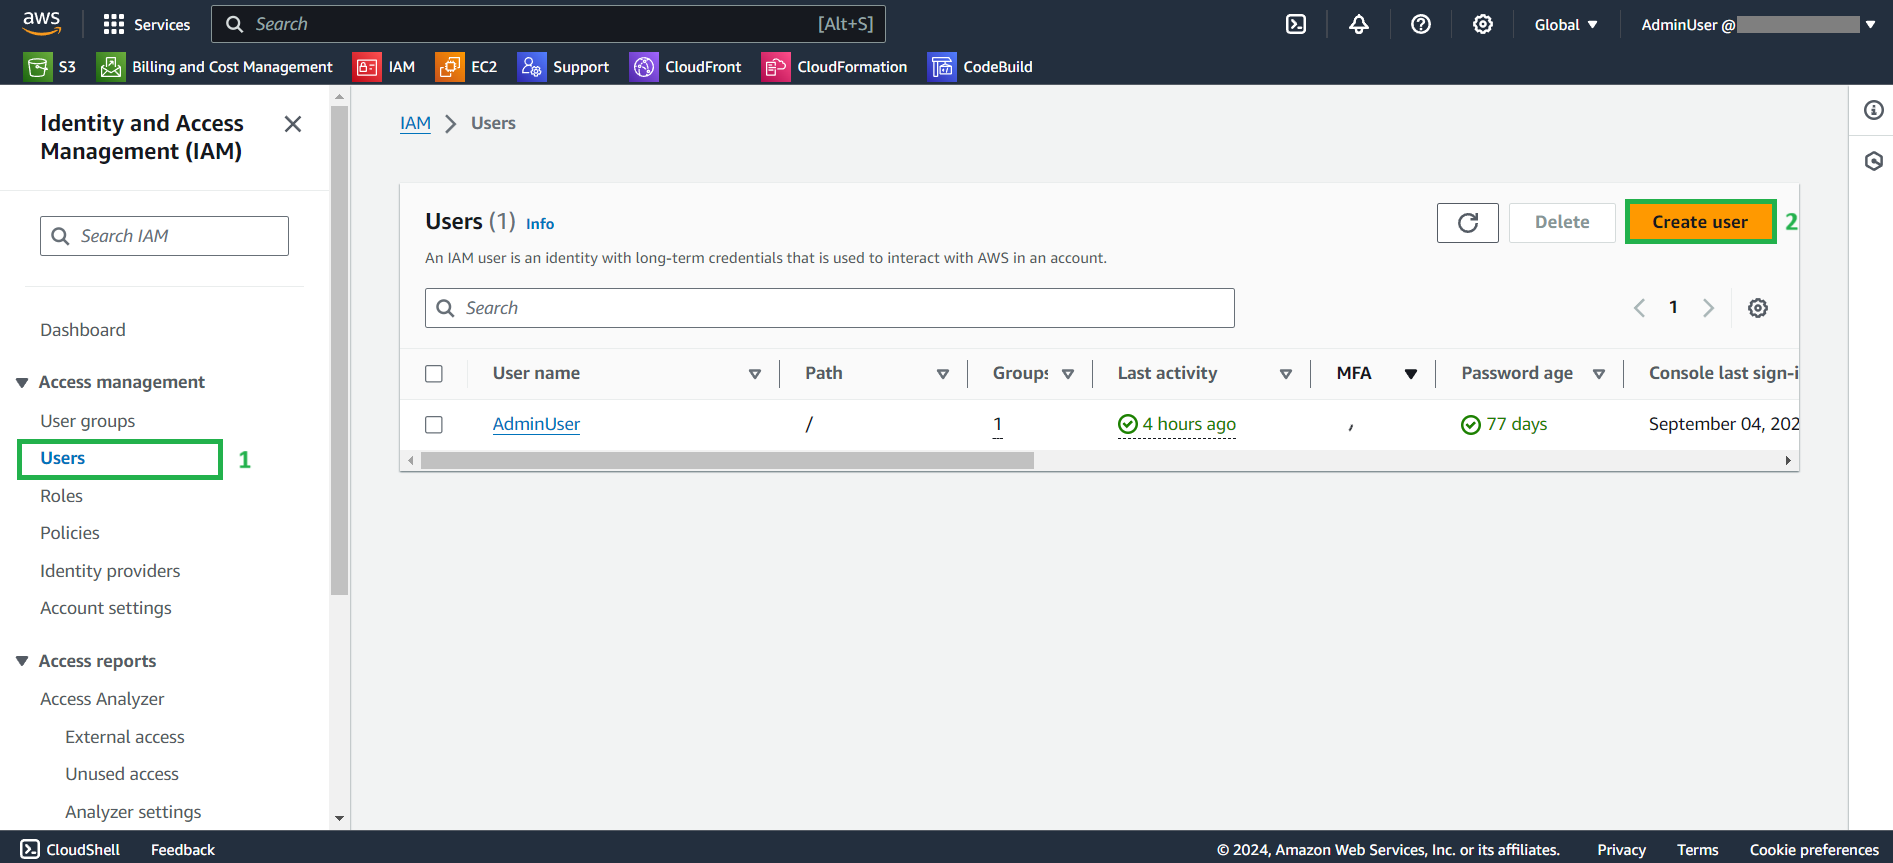 aws Services Search [Alt+S] Global AdminUser @
S3 Billing and Cost Management IAM EC2 Support CloudFront CloudFormation CodeBuild
Identity and Access
Management (IAM)
Search IAM
Dashboard
Access management
User groups
Users 1
Roles
Policies
Identity providers
Account settings
Access reports
Access Analyzer
External access
Unused access
Analyzer settings
IAM Users
Users (1) Info
Delete Create user 2
An IAM user is an identity with long-term credentials that is used to interact with AWS in an account.
Search
1
User name Path Groups Last activity MFA Password age Console last sign-i
AdminUser / 1 4 hours ago 77 days September 04, 202
CloudShell Feedback © 2024, Amazon Web Services, Inc. or its affiliates. Privacy Terms Cookie preferences